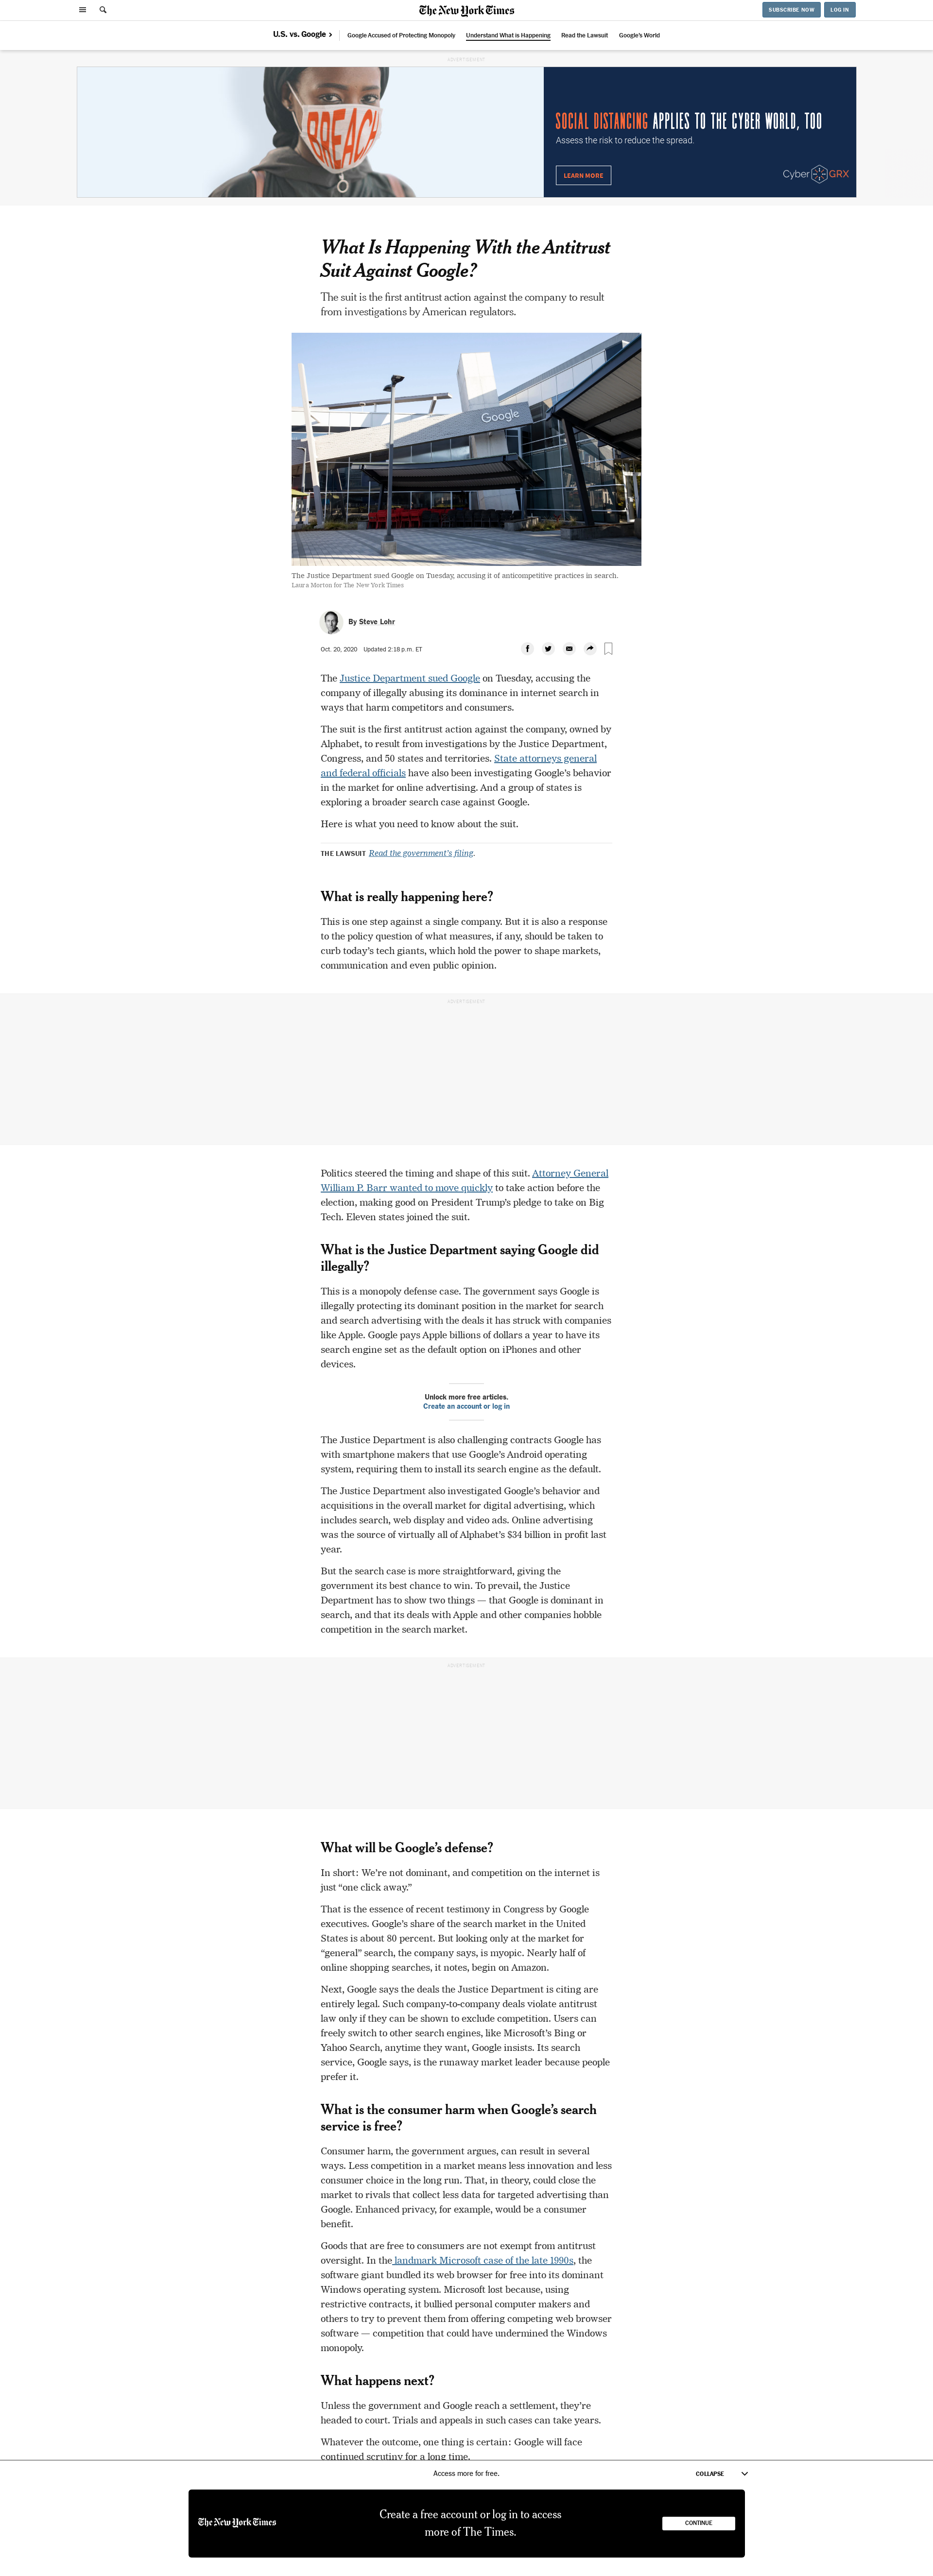 The New York Times
SUBSCRIBE NOW
LOG IN
U.S. vs. Google ›
Google Accused of Protecting Monopoly
Understand What is Happening
Read the Lawsuit
Google's World
ADVERTISEMENT
BREACH
SOCIAL DISTANCING APPLIES TO THE CYBER WORLD, TOO
Assess the risk to reduce the spread.
LEARN MORE
CyberGRX
What Is Happening With the Antitrust
Suit Against Google?
The suit is the first antitrust action against the company to result
from investigations by American regulators.
Google
The Justice Department sued Google on Tuesday, accusing it of anticompetitive practices in search.
Laura Morton for The New York Times
By Steve Lohr
Oct. 20, 2020 Updated 2:18 p.m. ET
The Justice Department sued Google on Tuesday, accusing the
company of illegally abusing its dominance in internet search in
ways that harm competitors and consumers.
The suit is the first antitrust action against the company, owned by
Alphabet, to result from investigations by the Justice Department,
Congress, and 50 states and territories. State attorneys general
and federal officials have also been investigating Google’s behavior
in the market for online advertising. And a group of states is
exploring a broader search case against Google.
Here is what you need to know about the suit.
THE LAWSUIT Read the government’s filing.
What is really happening here?
This is one step against a single company. But it is also a response
to the policy question of what measures, if any, should be taken to
curb today’s tech giants, which hold the power to shape markets,
communication and even public opinion.
ADVERTISEMENT
Politics steered the timing and shape of this suit. Attorney General
William P. Barr wanted to move quickly to take action before the
election, making good on President Trump’s pledge to take on Big
Tech. Eleven states joined the suit.
What is the Justice Department saying Google did
illegally?
This is a monopoly defense case. The government says Google is
illegally protecting its dominant position in the market for search
and search advertising with the deals it has struck with companies
like Apple. Google pays Apple billions of dollars a year to have its
search engine set as the default option on iPhones and other
devices.
Unlock more free articles.
Create an account or log in
The Justice Department is also challenging contracts Google has
with smartphone makers that use Google’s Android operating
system, requiring them to install its search engine as the default.
The Justice Department also investigated Google’s behavior and
acquisitions in the overall market for digital advertising, which
includes search, web display and video ads. Online advertising
was the source of virtually all of Alphabet’s $34 billion in profit last
year.
But the search case is more straightforward, giving the
government its best chance to win. To prevail, the Justice
Department has to show two things — that Google is dominant in
search, and that its deals with Apple and other companies hobble
competition in the search market.
ADVERTISEMENT
What will be Google’s defense?
In short: We’re not dominant, and competition on the internet is
just “one click away.”
That is the essence of recent testimony in Congress by Google
executives. Google’s share of the search market in the United
States is about 80 percent. But looking only at the market for
“general” search, the company says, is myopic. Nearly half of
online shopping searches, it notes, begin on Amazon.
Next, Google says the deals the Justice Department is citing are
entirely legal. Such company-to-company deals violate antitrust
law only if they can be shown to exclude competition. Users can
freely switch to other search engines, like Microsoft’s Bing or
Yahoo Search, anytime they want, Google insists. Its search
service, Google says, is the runaway market leader because people
prefer it.
What is the consumer harm when Google’s search
service is free?
Consumer harm, the government argues, can result in several
ways. Less competition in a market means less innovation and less
consumer choice in the long run. That, in theory, could close the
market to rivals that collect less data for targeted advertising than
Google. Enhanced privacy, for example, would be a consumer
benefit.
Goods that are free to consumers are not exempt from antitrust
oversight. In the landmark Microsoft case of the late 1990s, the
software giant bundled its web browser for free into its dominant
Windows operating system. Microsoft lost because, using
restrictive contracts, it bullied personal computer makers and
others to try to prevent them from offering competing web browser
software — competition that could have undermined the Windows
monopoly.
What happens next?
Unless the government and Google reach a settlement, they’re
headed to court. Trials and appeals in such cases can take years.
Whatever the outcome, one thing is certain: Google will face
continued scrutiny for a long time.
Access more for free.
COLLAPSE
The New York Times
Create a free account or log in to access
more of The Times.
CONTINUE